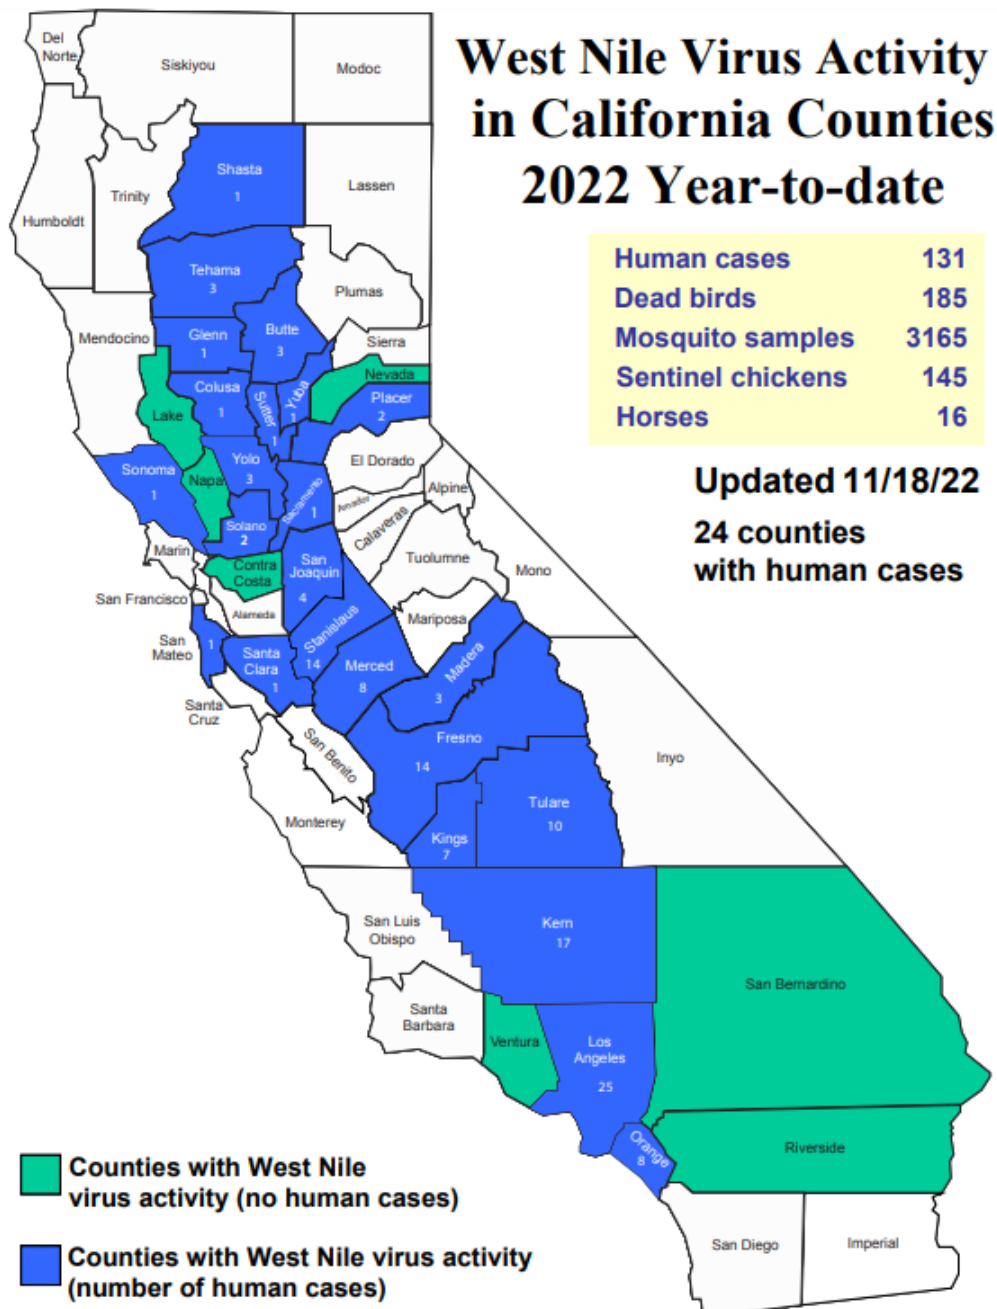 West Nile Virus Activity
in California Counties
2022 Year-to-date
Human cases 131
Dead birds 185
Mosquito samples 3165
Sentinel chickens 145
Horses 16
Updated 11/18/22
24 counties
with human cases
Del
Norte
Siskiyou
Modoc
Shasta
1
Lassen
Trinity
Humboldt
Tehama
3
Plumas
Mendocino
Glenn
1
Butte
3
Sierra
Nevada
Colusa
1
Sutter
1
Yuba
1
Placer
2
Lake
El Dorado
Yolo
3
Sonoma
1
Napa
Sacramento
1
Amador
Alpine
Solano
2
Calaveras
Marin
Contra
Costa
San
Joaquin
4
Tuolumne
Mono
San Francisco
Alameda
Stanislaus
14
Mariposa
San
Mateo
1
Santa
Clara
1
Merced
8
Madera
3
Santa
Cruz
San Benito
Fresno
14
Inyo
Monterey
Kings
7
Tulare
10
San Luis
Obispo
Kern
17
San Bernardino
Santa
Barbara
Ventura
Los
Angeles
25
Orange
8
Riverside
San Diego
Imperial
Counties with West Nile
virus activity (no human cases)
Counties with West Nile virus activity
(number of human cases)